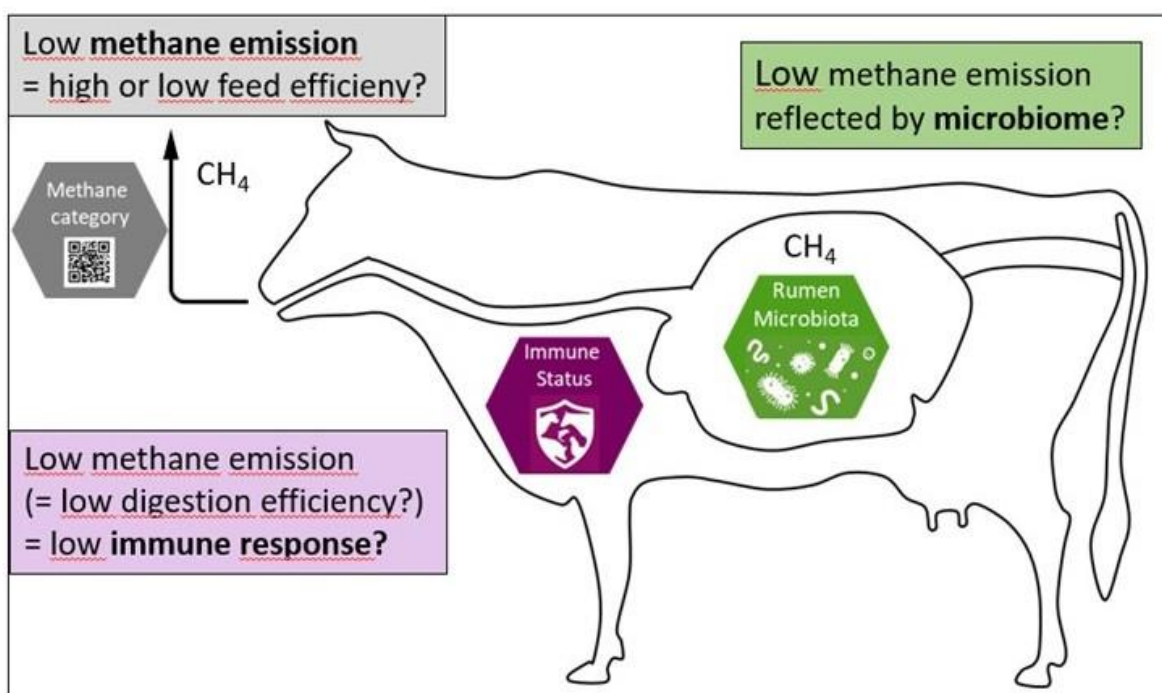 Low methane emission
= high or low feed efficieny?
Low methane emission
reflected by microbiome?
CH₄
Methane
category
CH₄
Rumen
Microbiota
Immune
Status
Low methane emission
(= low digestion efficiency?)
= low immune response?